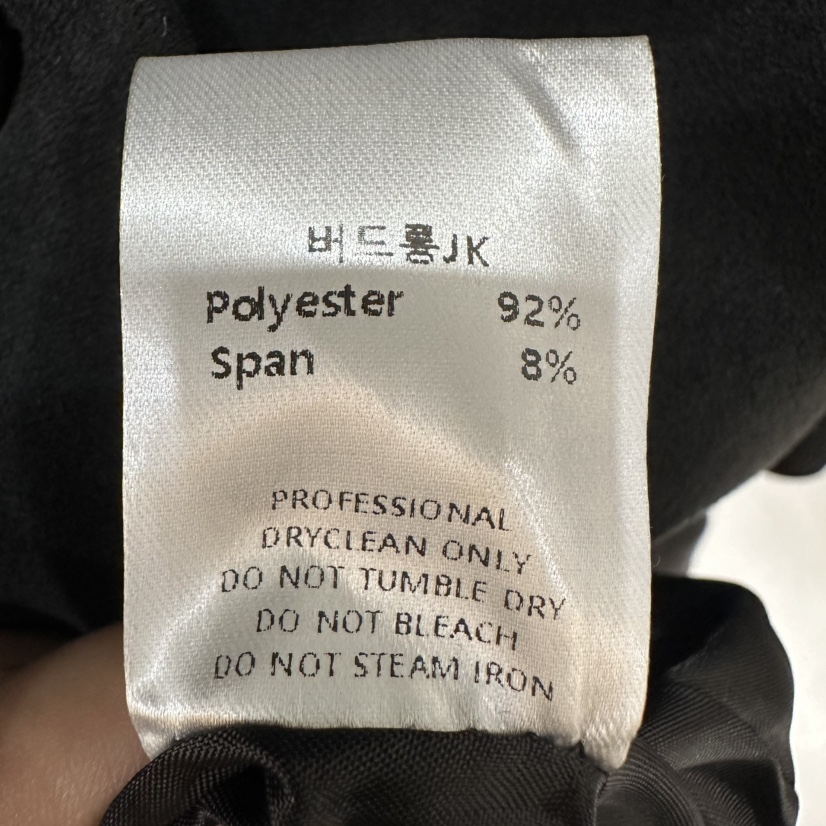 버드룡JK
Polyester 92%
Span 8%
PROFESSIONAL
DRYCLEAN ONLY
DO NOT TUMBLE DRY
DO NOT BLEACH
DO NOT STEAM IRON